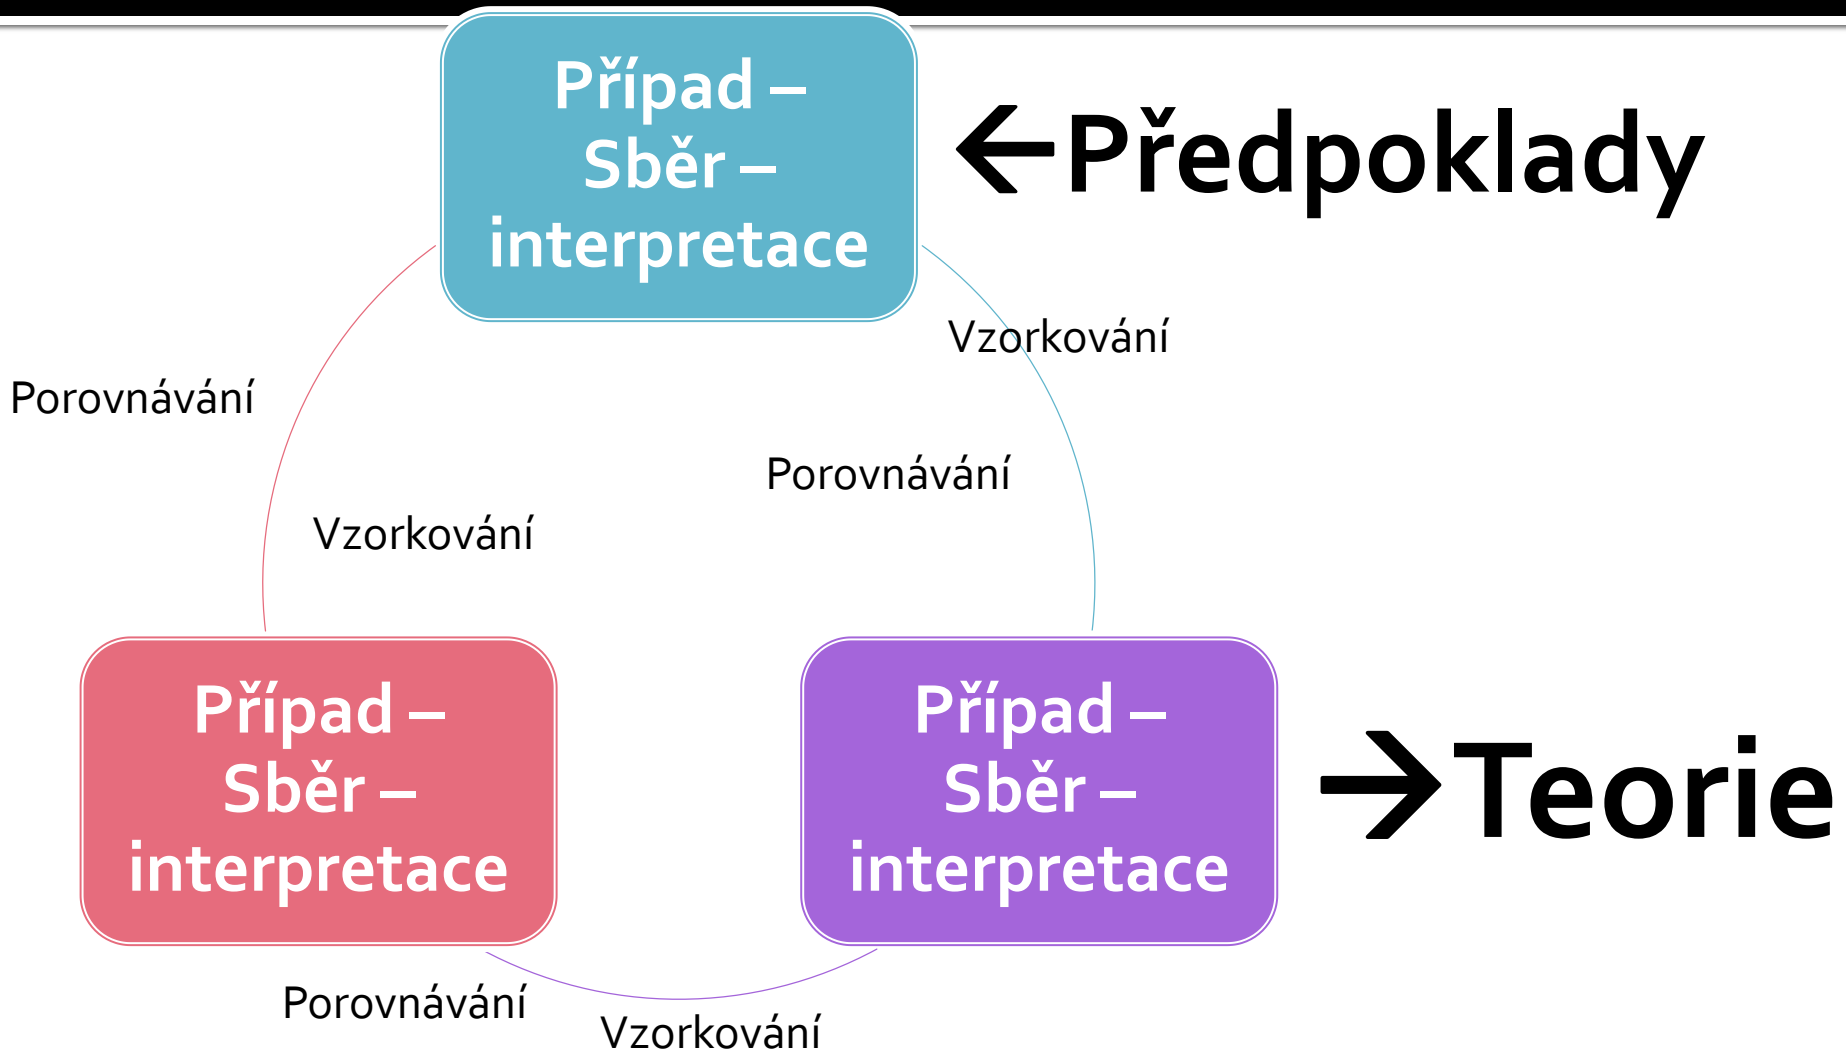 Případ –
Sběr –
interpretace
←Předpoklady
Vzorkování
Porovnávání
Porovnávání
Vzorkování
Případ –
Sběr –
interpretace
Případ –
Sběr –
interpretace
→Teorie
Porovnávání
Vzorkování